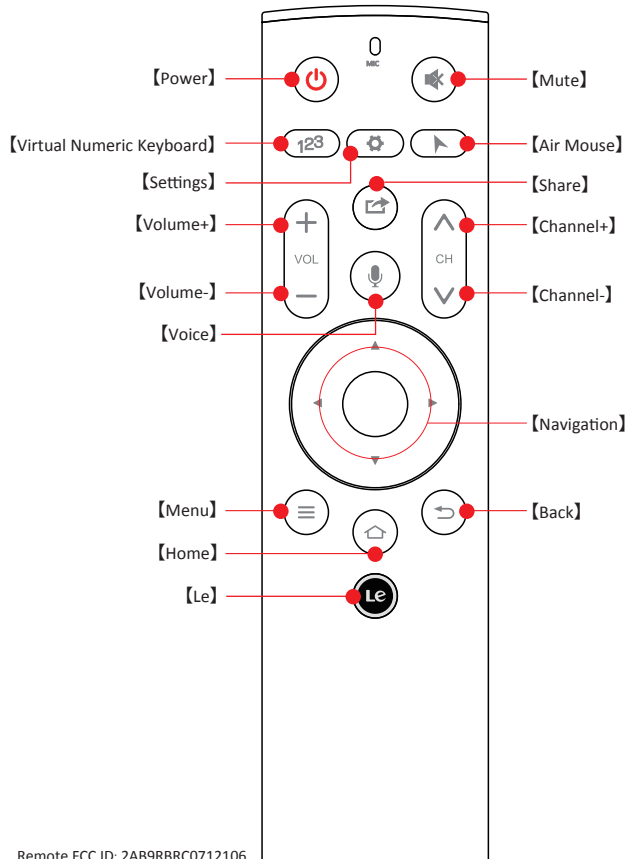 MIC
【Power】
【Mute】
123
【Virtual Numeric Keyboard】
【Air Mouse】
【Settings】
【Share】
【Volume+】
【Channel+】
VOL
CH
【Volume-】
【Channel-】
【Voice】
【Navigation】
【Menu】
【Back】
【Home】
【Le】
Le
Remote FCC ID: 2AB9RBRC0712106